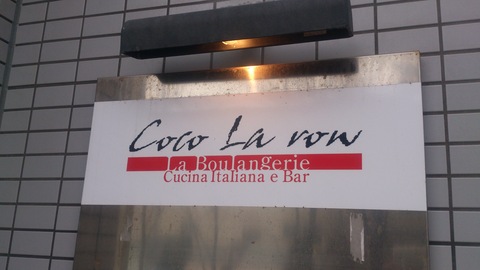 Coco La vow
La Boulangerie
Cucina Italiana e Bar